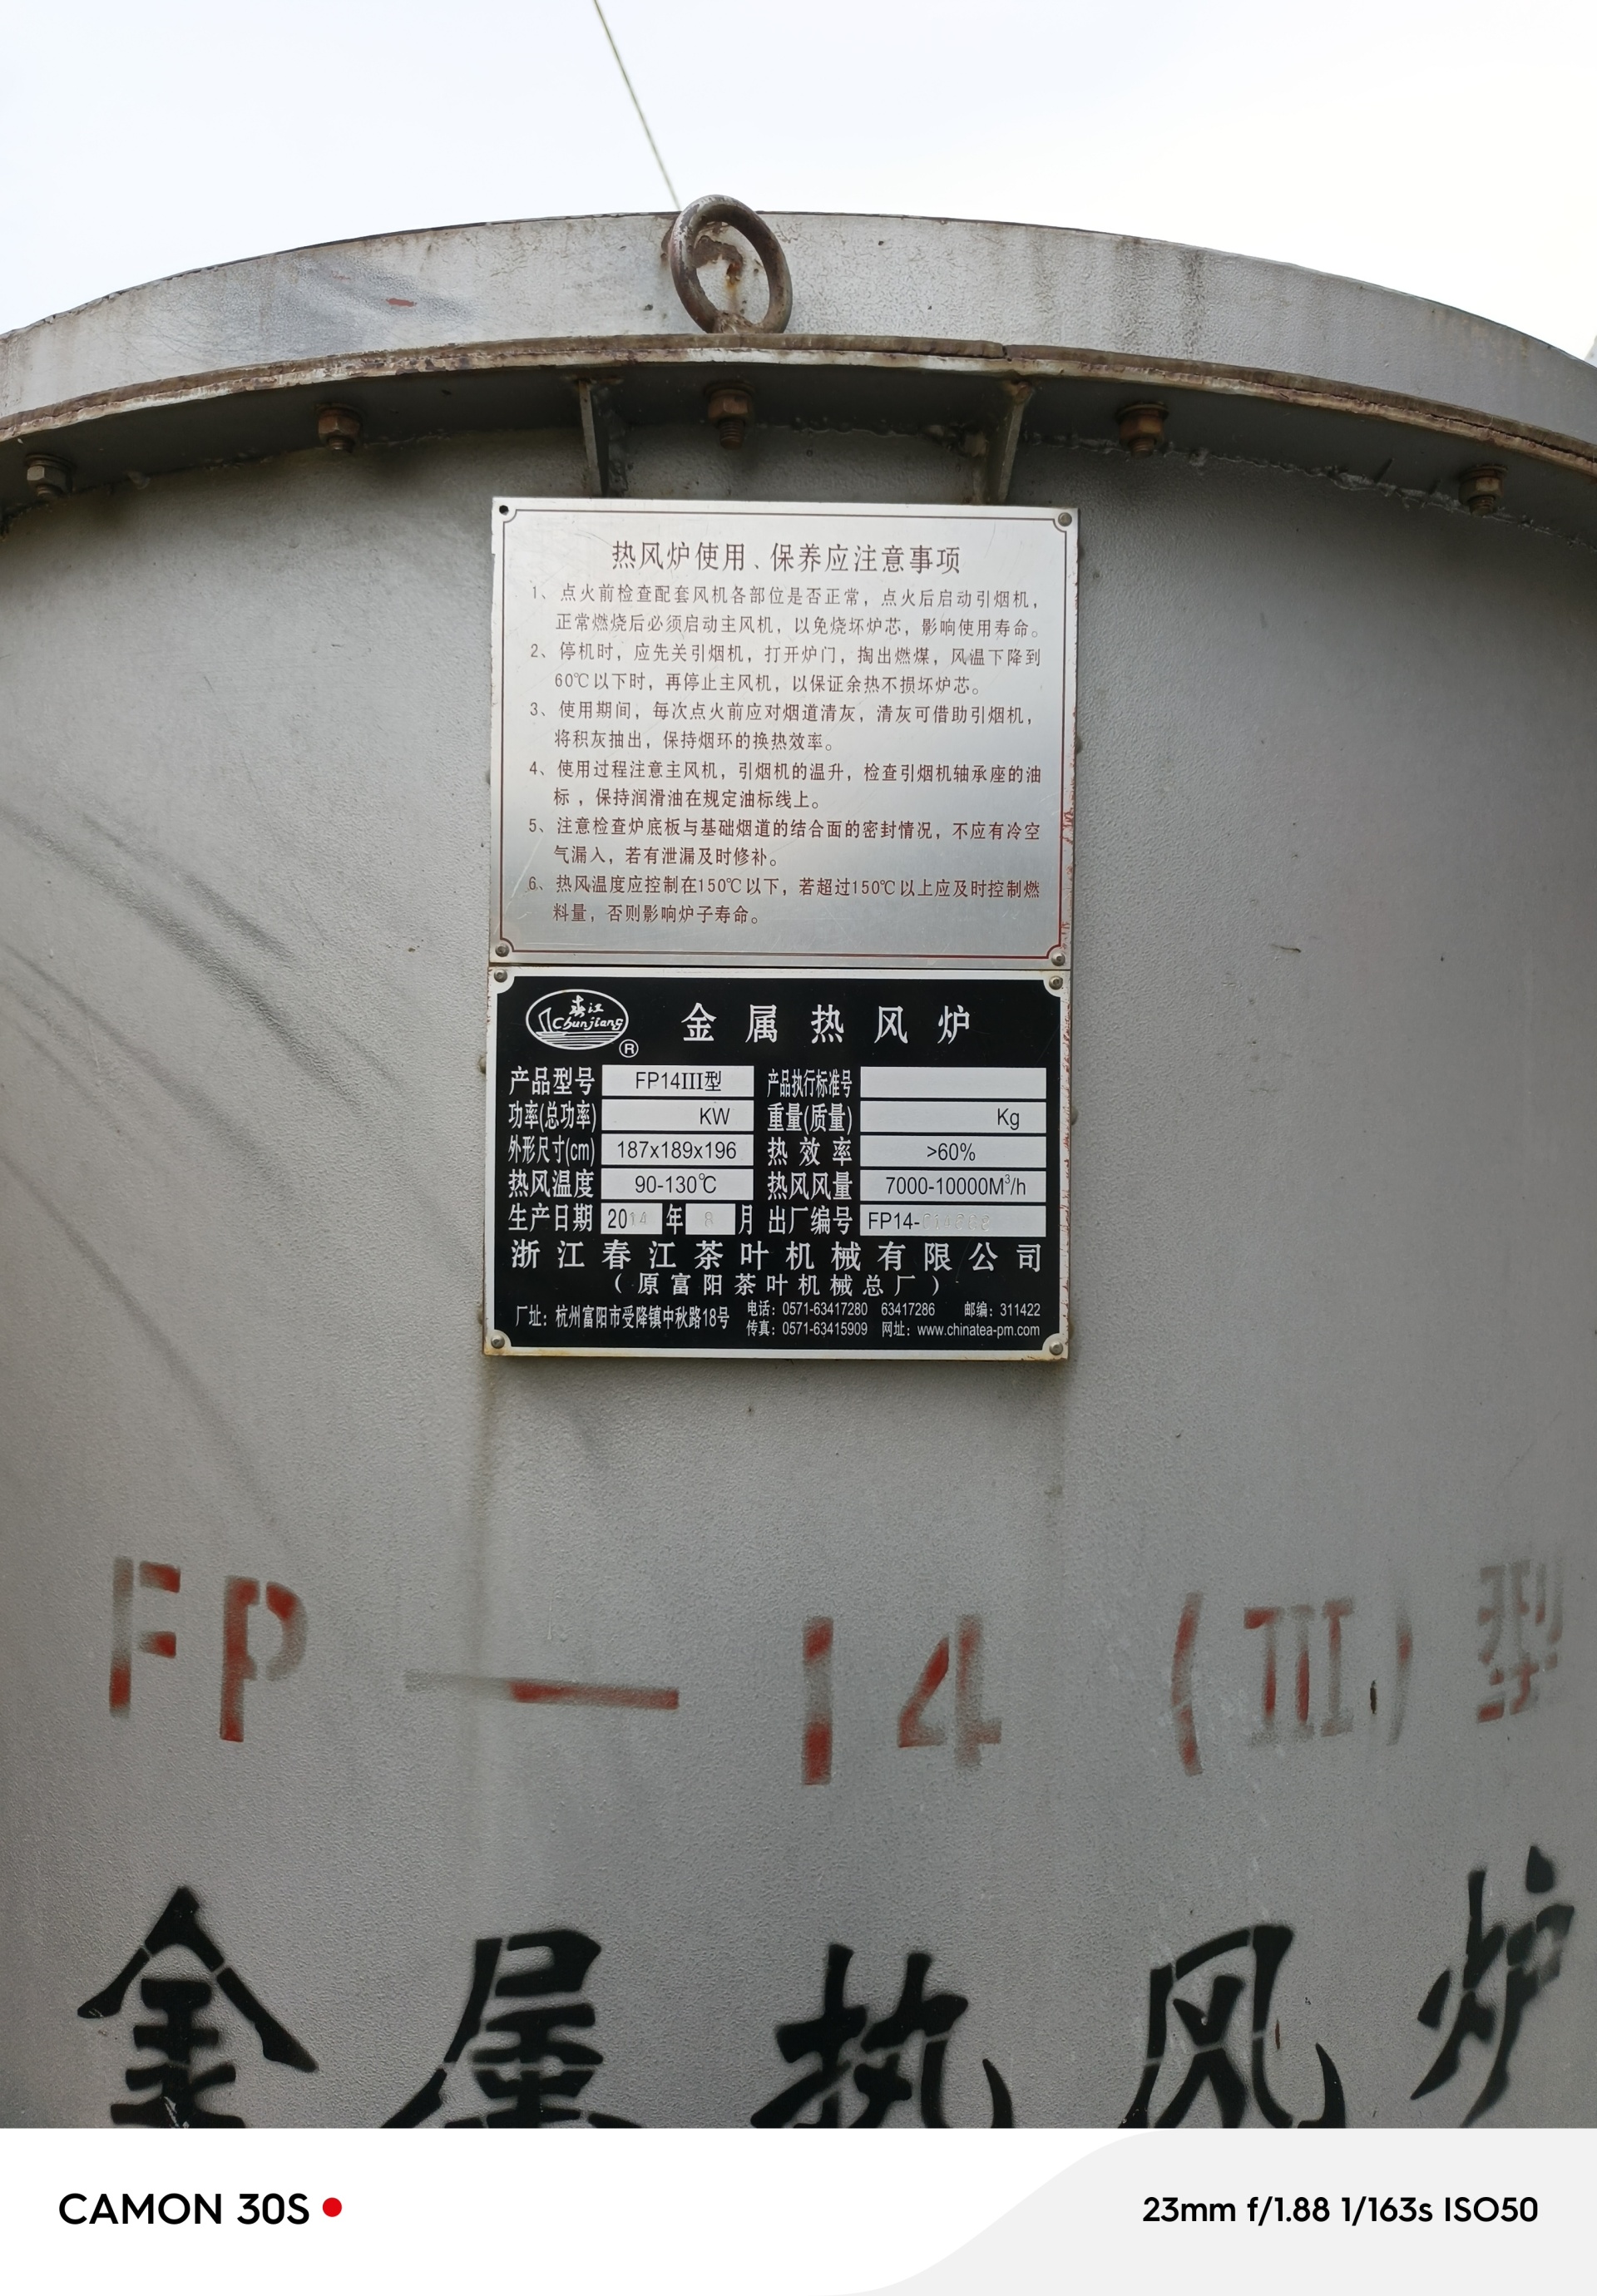 热风炉使用、保养应注意事项
1、点火前检查配套风机各部位是否正常，点火后启动引烟机，
正常燃烧后必须启动主风机，以免烧坏炉芯，影响使用寿命。
2、停机时，应先关引烟机，打开炉门，掏出燃煤，风温下降到
60℃以下时，再停止主风机，以保证余热不损坏炉芯。
3、使用期间，每次点火前应对烟道清灰，清灰可借助引烟机，
将积灰抽出，保持烟环的换热效率。
4、使用过程注意主风机，引烟机的温升，检查引烟机轴承座的油
标，保持润滑油在规定油标线上。
5、注意检查炉底板与基础烟道的结合面的密封情况，不应有冷空
气漏入，若有泄漏及时修补。
6、热风温度应控制在150℃以下，若超过150℃以上应及时控制燃
料量，否则影响炉子寿命。
春江 Chunjiang ® 金属热风炉
产品型号 FP14III型 产品执行标准号
功率(总功率) KW 重量(质量) Kg
外形尺寸(cm) 187x189x196 热效率 >60%
热风温度 90-130℃ 热风风量 7000-10000M³/h
生产日期 2014 年 8 月 出厂编号 FP14-
浙江春江茶叶机械有限公司
(原富阳茶叶机械总厂)
厂址：杭州富阳市受降镇中秋路18号 电话：0571-63417280 63417286 邮编：311422
传真：0571-63415909 网址：www.chinatea-pm.com
FP—14 (III) 型
金属热风炉
CAMON 30S 23mm f/1.88 1/163s ISO50